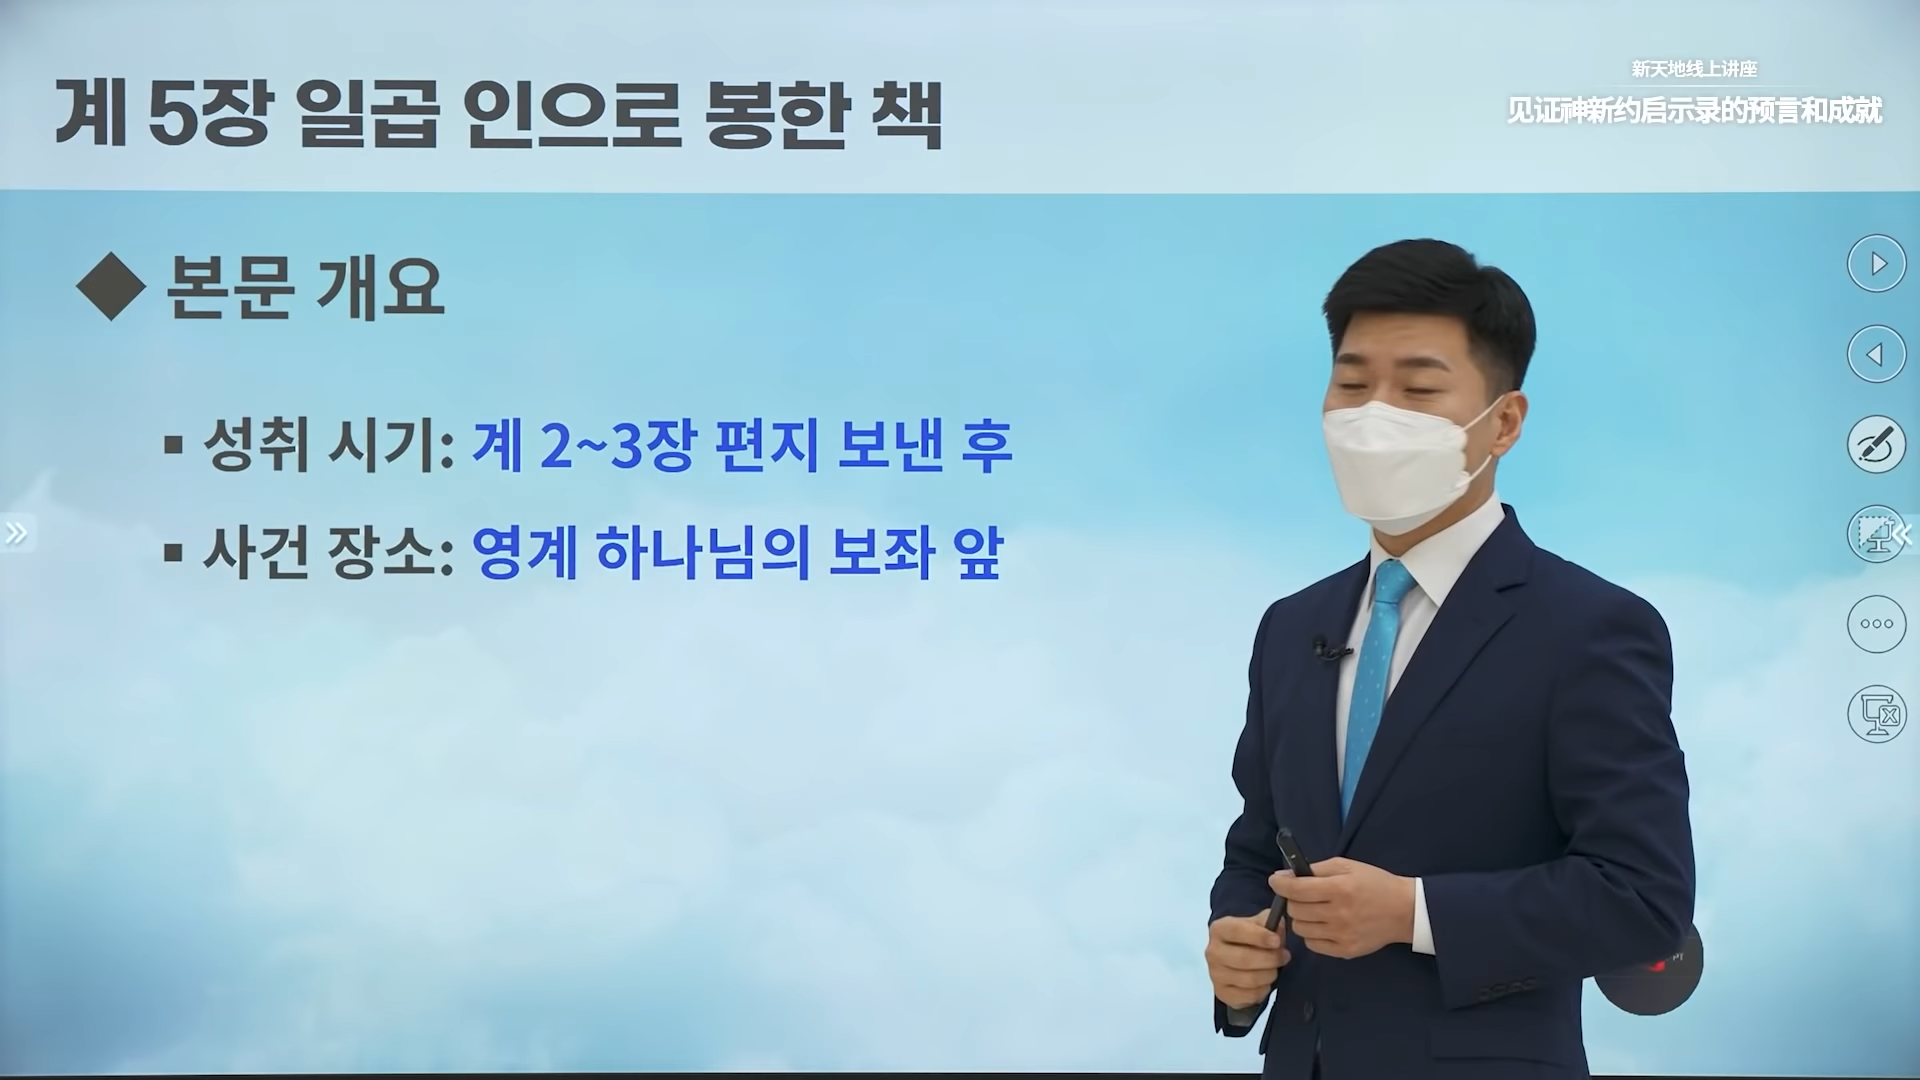 계 5장 일곱 인으로 봉한 책
新天地线上讲座
见证神新约启示录的预言和成就
◆ 본문 개요
▪ 성취 시기: 계 2~3장 편지 보낸 후
▪ 사건 장소: 영계 하나님의 보좌 앞